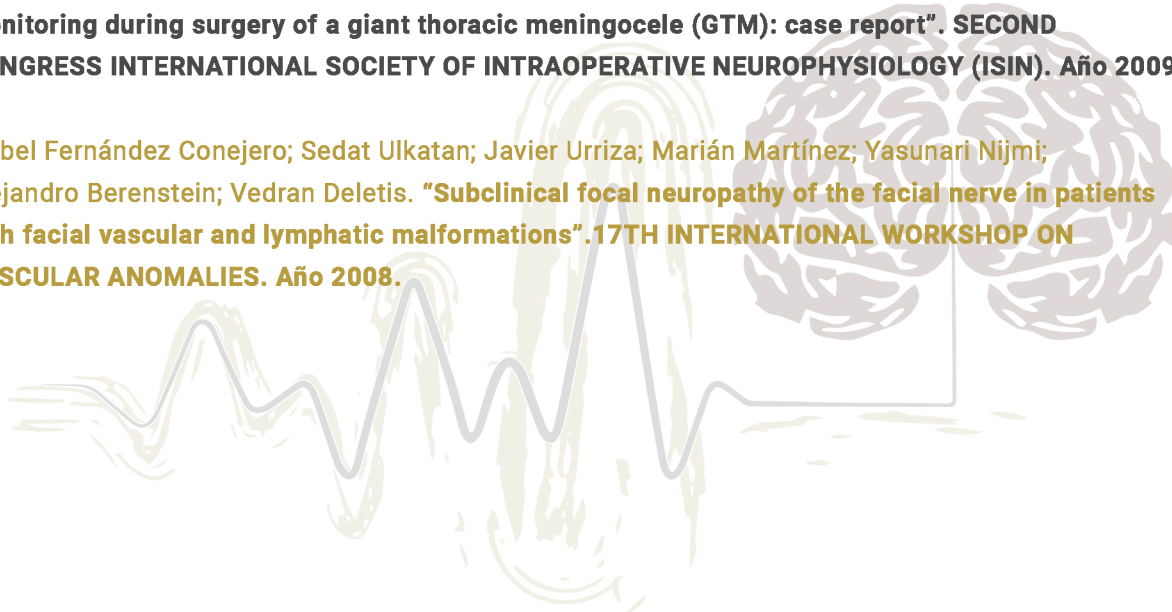 nitoring during surgery of a giant thoracic meningocele (GTM): case report”. SECOND
NGRESS INTERNATIONAL SOCIETY OF INTRAOPERATIVE NEUROPHYSIOLOGY (ISIN). Año 2009
bel Fernández Conejero; Sedat Ulkatan; Javier Urriza; Marián Martínez; Yasunari Nijmi;
ejandro Berenstein; Vedran Deletis. “Subclinical focal neuropathy of the facial nerve in patients
h facial vascular and lymphatic malformations”.17TH INTERNATIONAL WORKSHOP ON
SCULAR ANOMALIES. Año 2008.